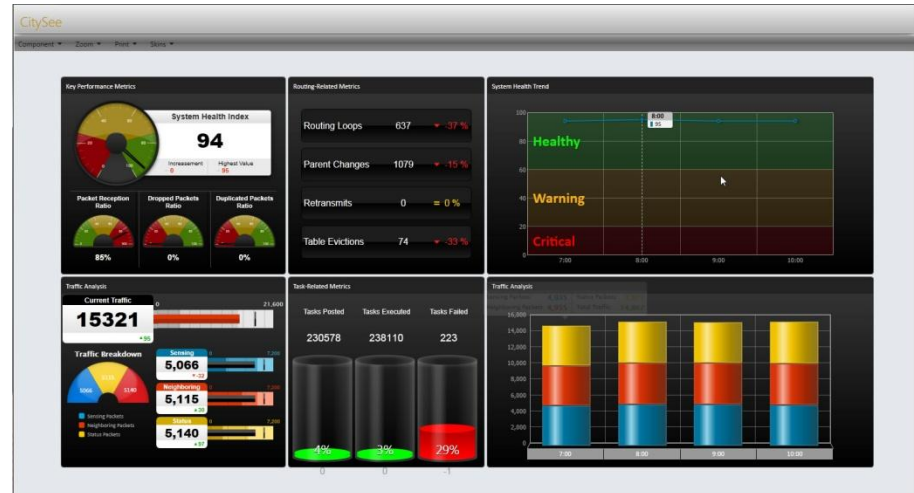 CitySee
Component Zoom Print Skins
Key Performance Metrics
System Health Index
94
Increasement Highest Value
0 95
Packet Reception Ratio
Dropped Packets Ratio
Duplicated Packets Ratio
85% 0% 0%
Routing-Related Metrics
Routing Loops 637 -37 %
Parent Changes 1079 -15 %
Retransmits 0 = 0 %
Table Evictions 74 -33 %
System Health Trend
100
80
60
40
20
0
Healthy
Warning
Critical
8:00
95
7:00 8:00 9:00 10:00
Traffic Analysis
Current Traffic
15321
0 21,600
Traffic Breakdown
5066 5140
Sensing Packets
Neighboring Packets
Status Packets
Sensing
5,066
7,200
Neighboring
5,115
Status
5,140
7,200
Task-Related Metrics
Tasks Posted Tasks Executed Tasks Failed
230578 238110 223
4% 3% 29%
0 0 -1
Traffic Analysis
16,000
14,000
12,000
10,000
8,000
6,000
4,000
2,000
0
7:00 8:00 9:00 10:00